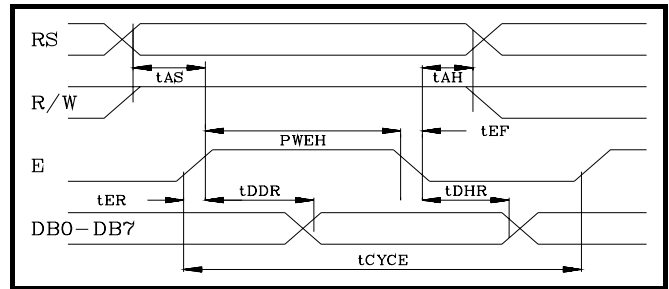 RS
tAS
tAH
R/W
PWEH
tEF
E
tER
tDDR
tDHR
DB0-DB7
tCYCE